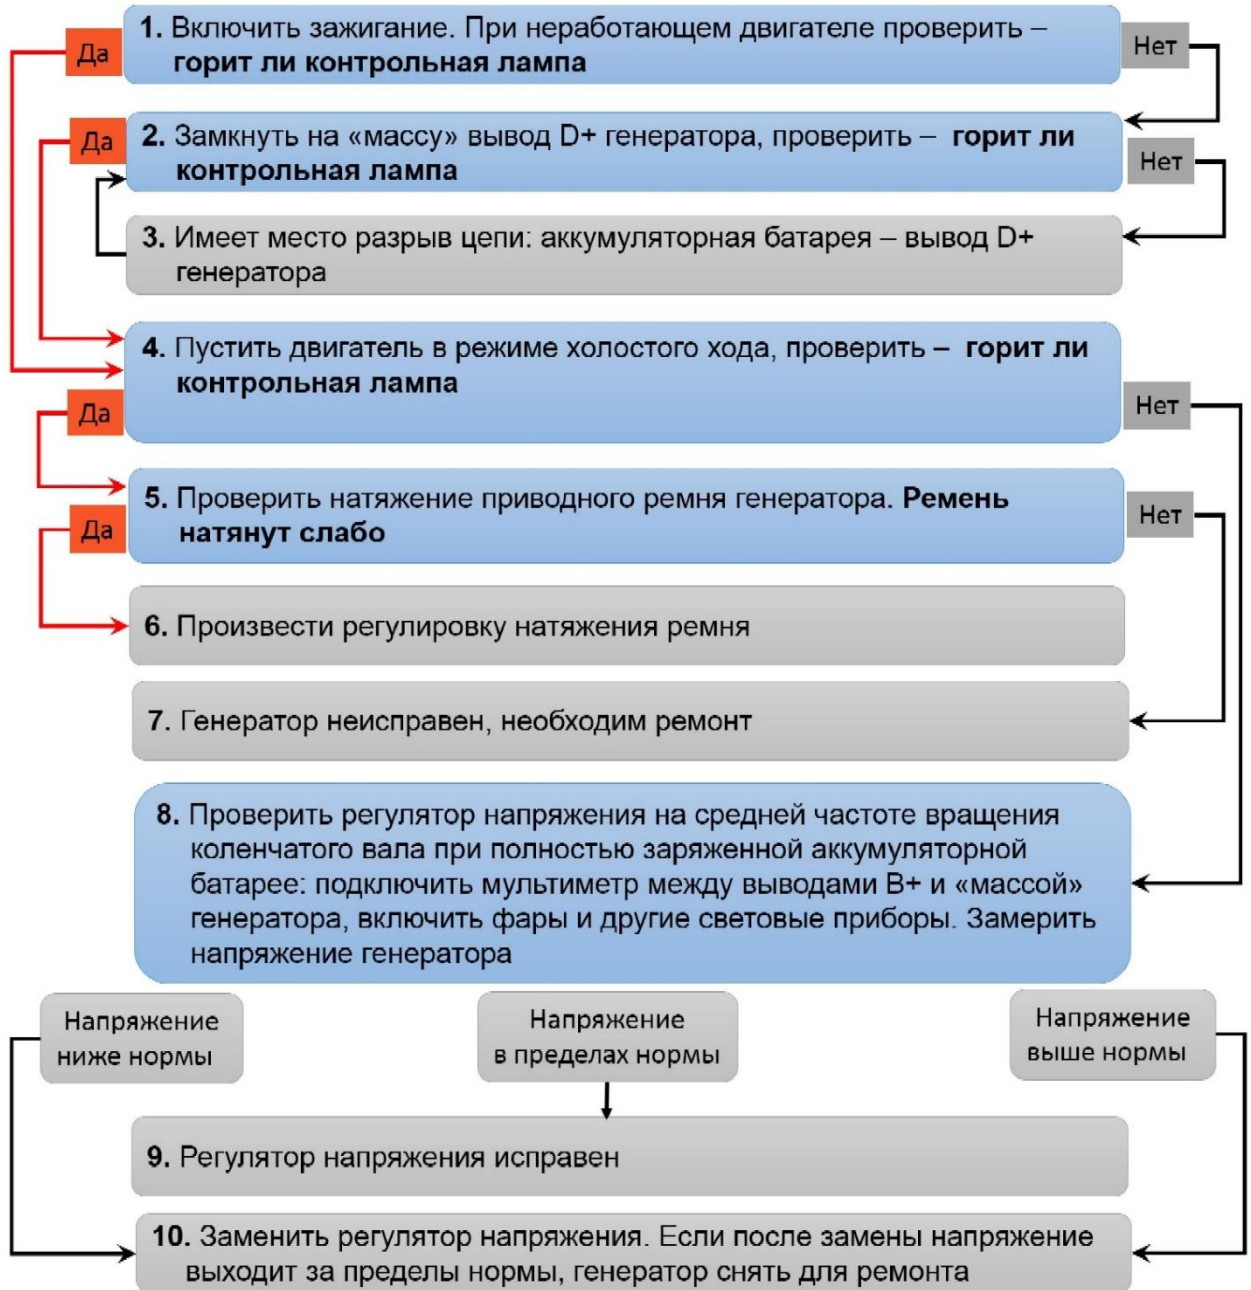 1. Включить зажигание. При неработающем двигателе проверить –
горит ли контрольная лампа
Да
Нет
2. Замкнуть на «массу» вывод D+ генератора, проверить – горит ли
контрольная лампа
Да
Нет
3. Имеет место разрыв цепи: аккумуляторная батарея – вывод D+
генератора
4. Пустить двигатель в режиме холостого хода, проверить – горит ли
контрольная лампа
Да
Нет
5. Проверить натяжение приводного ремня генератора. Ремень
натянут слабо
Да
Нет
6. Произвести регулировку натяжения ремня
7. Генератор неисправен, необходим ремонт
8. Проверить регулятор напряжения на средней частоте вращения
коленчатого вала при полностью заряженной аккумуляторной
батарее: подключить мультиметр между выводами B+ и «массой»
генератора, включить фары и другие световые приборы. Замерить
напряжение генератора
Напряжение
ниже нормы
Напряжение
в пределах нормы
Напряжение
выше нормы
9. Регулятор напряжения исправен
10. Заменить регулятор напряжения. Если после замены напряжение
выходит за пределы нормы, генератор снять для ремонта